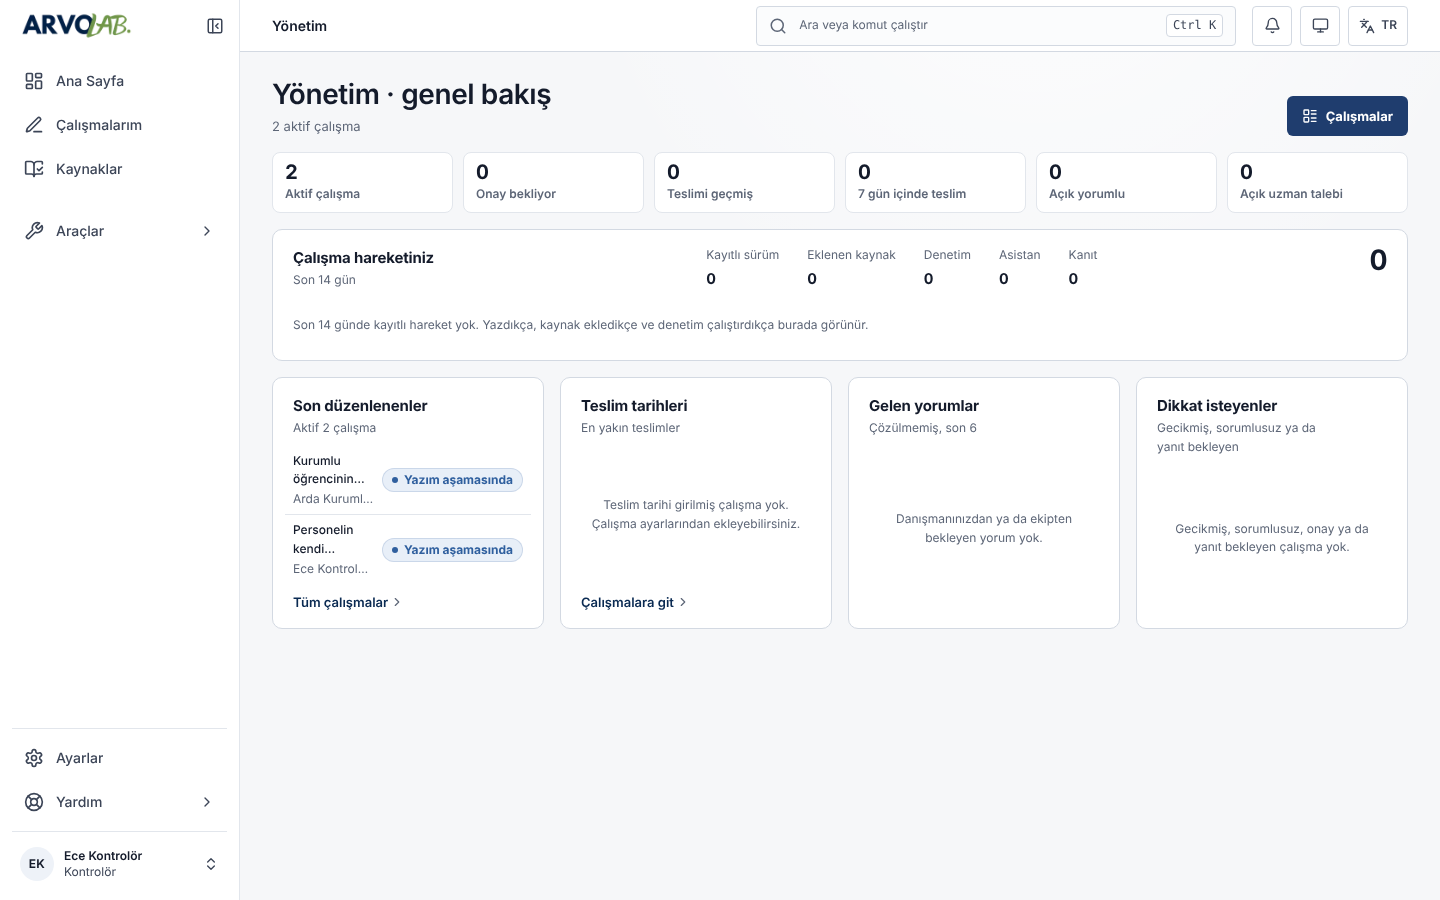 ARVOLAB.
Ana Sayfa
Çalışmalarım
Kaynaklar
Araçlar
Ayarlar
Yardım
EK
Ece Kontrolör
Kontrolör
Yönetim
Ara veya komut çalıştır
Ctrl K
TR
Yönetim · genel bakış
2 aktif çalışma
Çalışmalar
2
Aktif çalışma
0
Onay bekliyor
0
Teslimi geçmiş
0
7 gün içinde teslim
0
Açık yorumlu
0
Açık uzman talebi
Çalışma hareketiniz
Son 14 gün
Kayıtlı sürüm
0
Eklenen kaynak
0
Denetim
0
Asistan
0
Kanıt
0
0
Son 14 günde kayıtlı hareket yok. Yazdıkça, kaynak ekledikçe ve denetim çalıştırdıkça burada görünür.
Son düzenlenenler
Aktif 2 çalışma
Kurumlu
öğrencinin...
Arda Kuruml...
Yazım aşamasında
Personelin
kendi...
Ece Kontrol...
Yazım aşamasında
Tüm çalışmalar
Teslim tarihleri
En yakın teslimler
Teslim tarihi girilmiş çalışma yok.
Çalışma ayarlarından ekleyebilirsiniz.
Çalışmalara git
Gelen yorumlar
Çözülmemiş, son 6
Danışmanınızdan ya da ekipten
bekleyen yorum yok.
Dikkat isteyenler
Gecikmiş, sorumlusuz ya da
yanıt bekleyen
Gecikmiş, sorumlusuz, onay ya da
yanıt bekleyen çalışma yok.